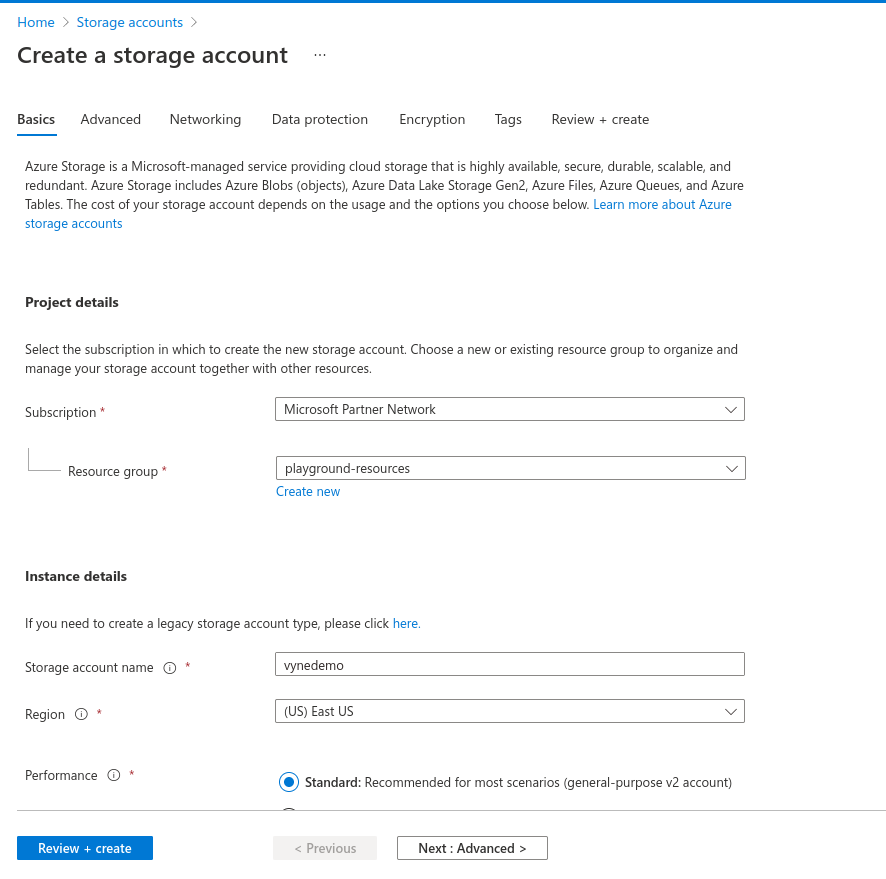 Home > Storage accounts >
Create a storage account ...
Basics Advanced Networking Data protection Encryption Tags Review + create
Azure Storage is a Microsoft-managed service providing cloud storage that is highly available, secure, durable, scalable, and
redundant. Azure Storage includes Azure Blobs (objects), Azure Data Lake Storage Gen2, Azure Files, Azure Queues, and Azure
Tables. The cost of your storage account depends on the usage and the options you choose below. Learn more about Azure
storage accounts
Project details
Select the subscription in which to create the new storage account. Choose a new or existing resource group to organize and
manage your storage account together with other resources.
Subscription * Microsoft Partner Network
Resource group * playground-resources
Create new
Instance details
If you need to create a legacy storage account type, please click here.
Storage account name * vynedemo
Region * (US) East US
Performance * Standard: Recommended for most scenarios (general-purpose v2 account)
Review + create < Previous Next : Advanced >